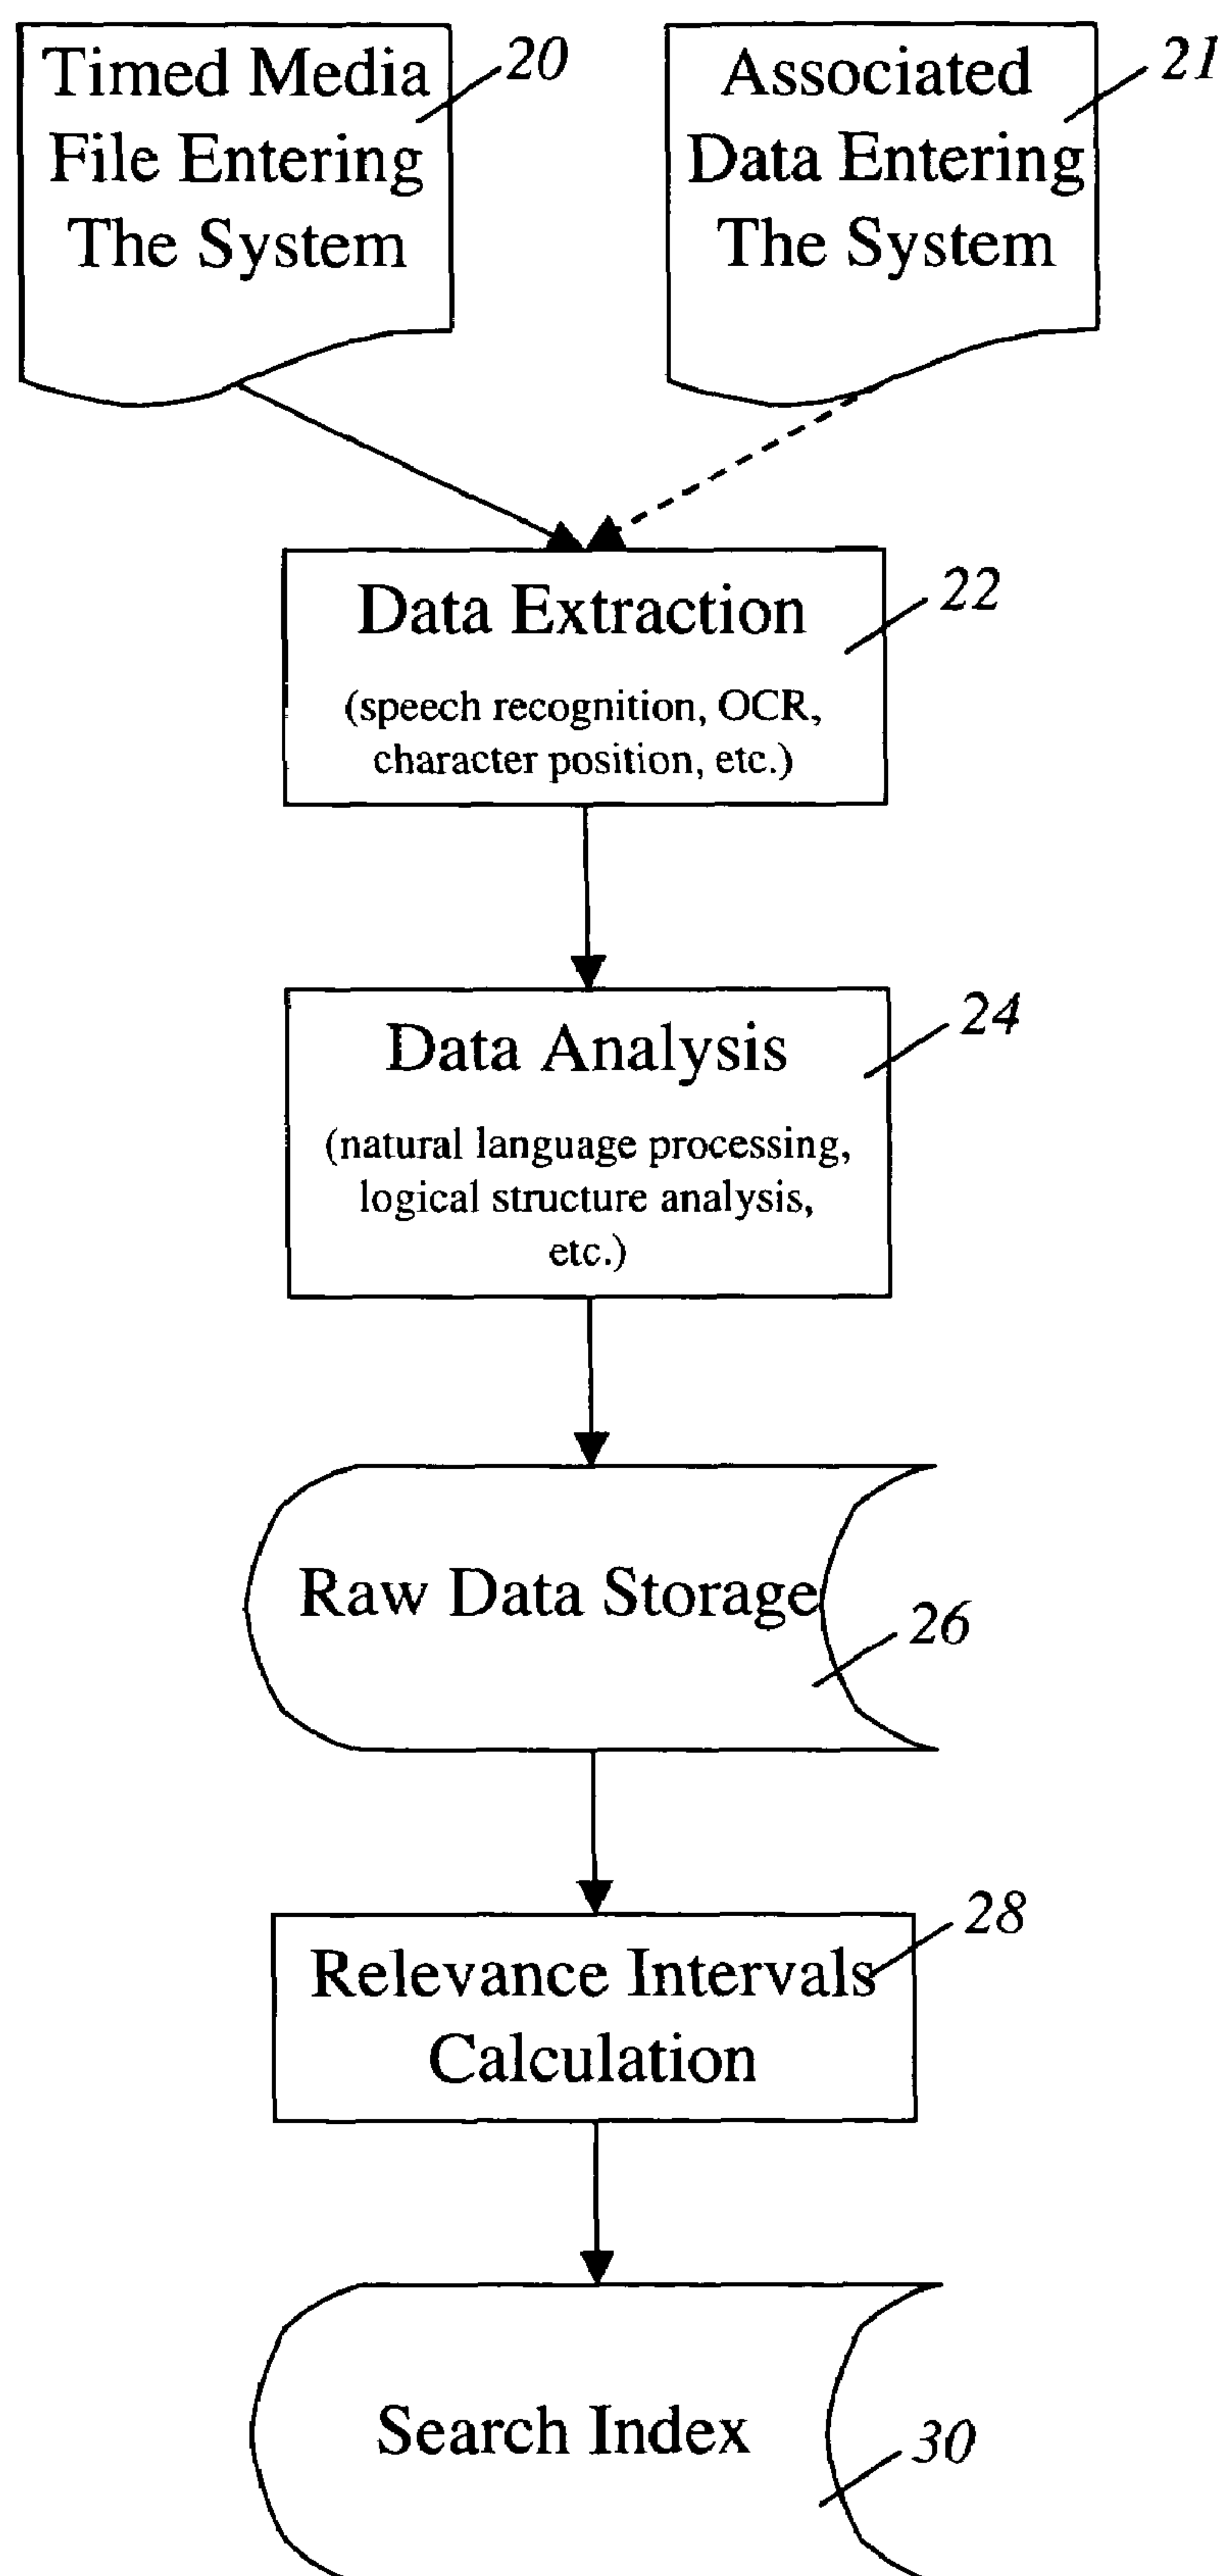 Timed Media
File Entering
The System
20
Associated
Data Entering
The System
21
Data Extraction
(speech recognition, OCR,
character position, etc.)
22
Data Analysis
(natural language processing,
logical structure analysis,
etc.)
24
Raw Data Storage
26
Relevance Intervals
Calculation
28
Search Index
30